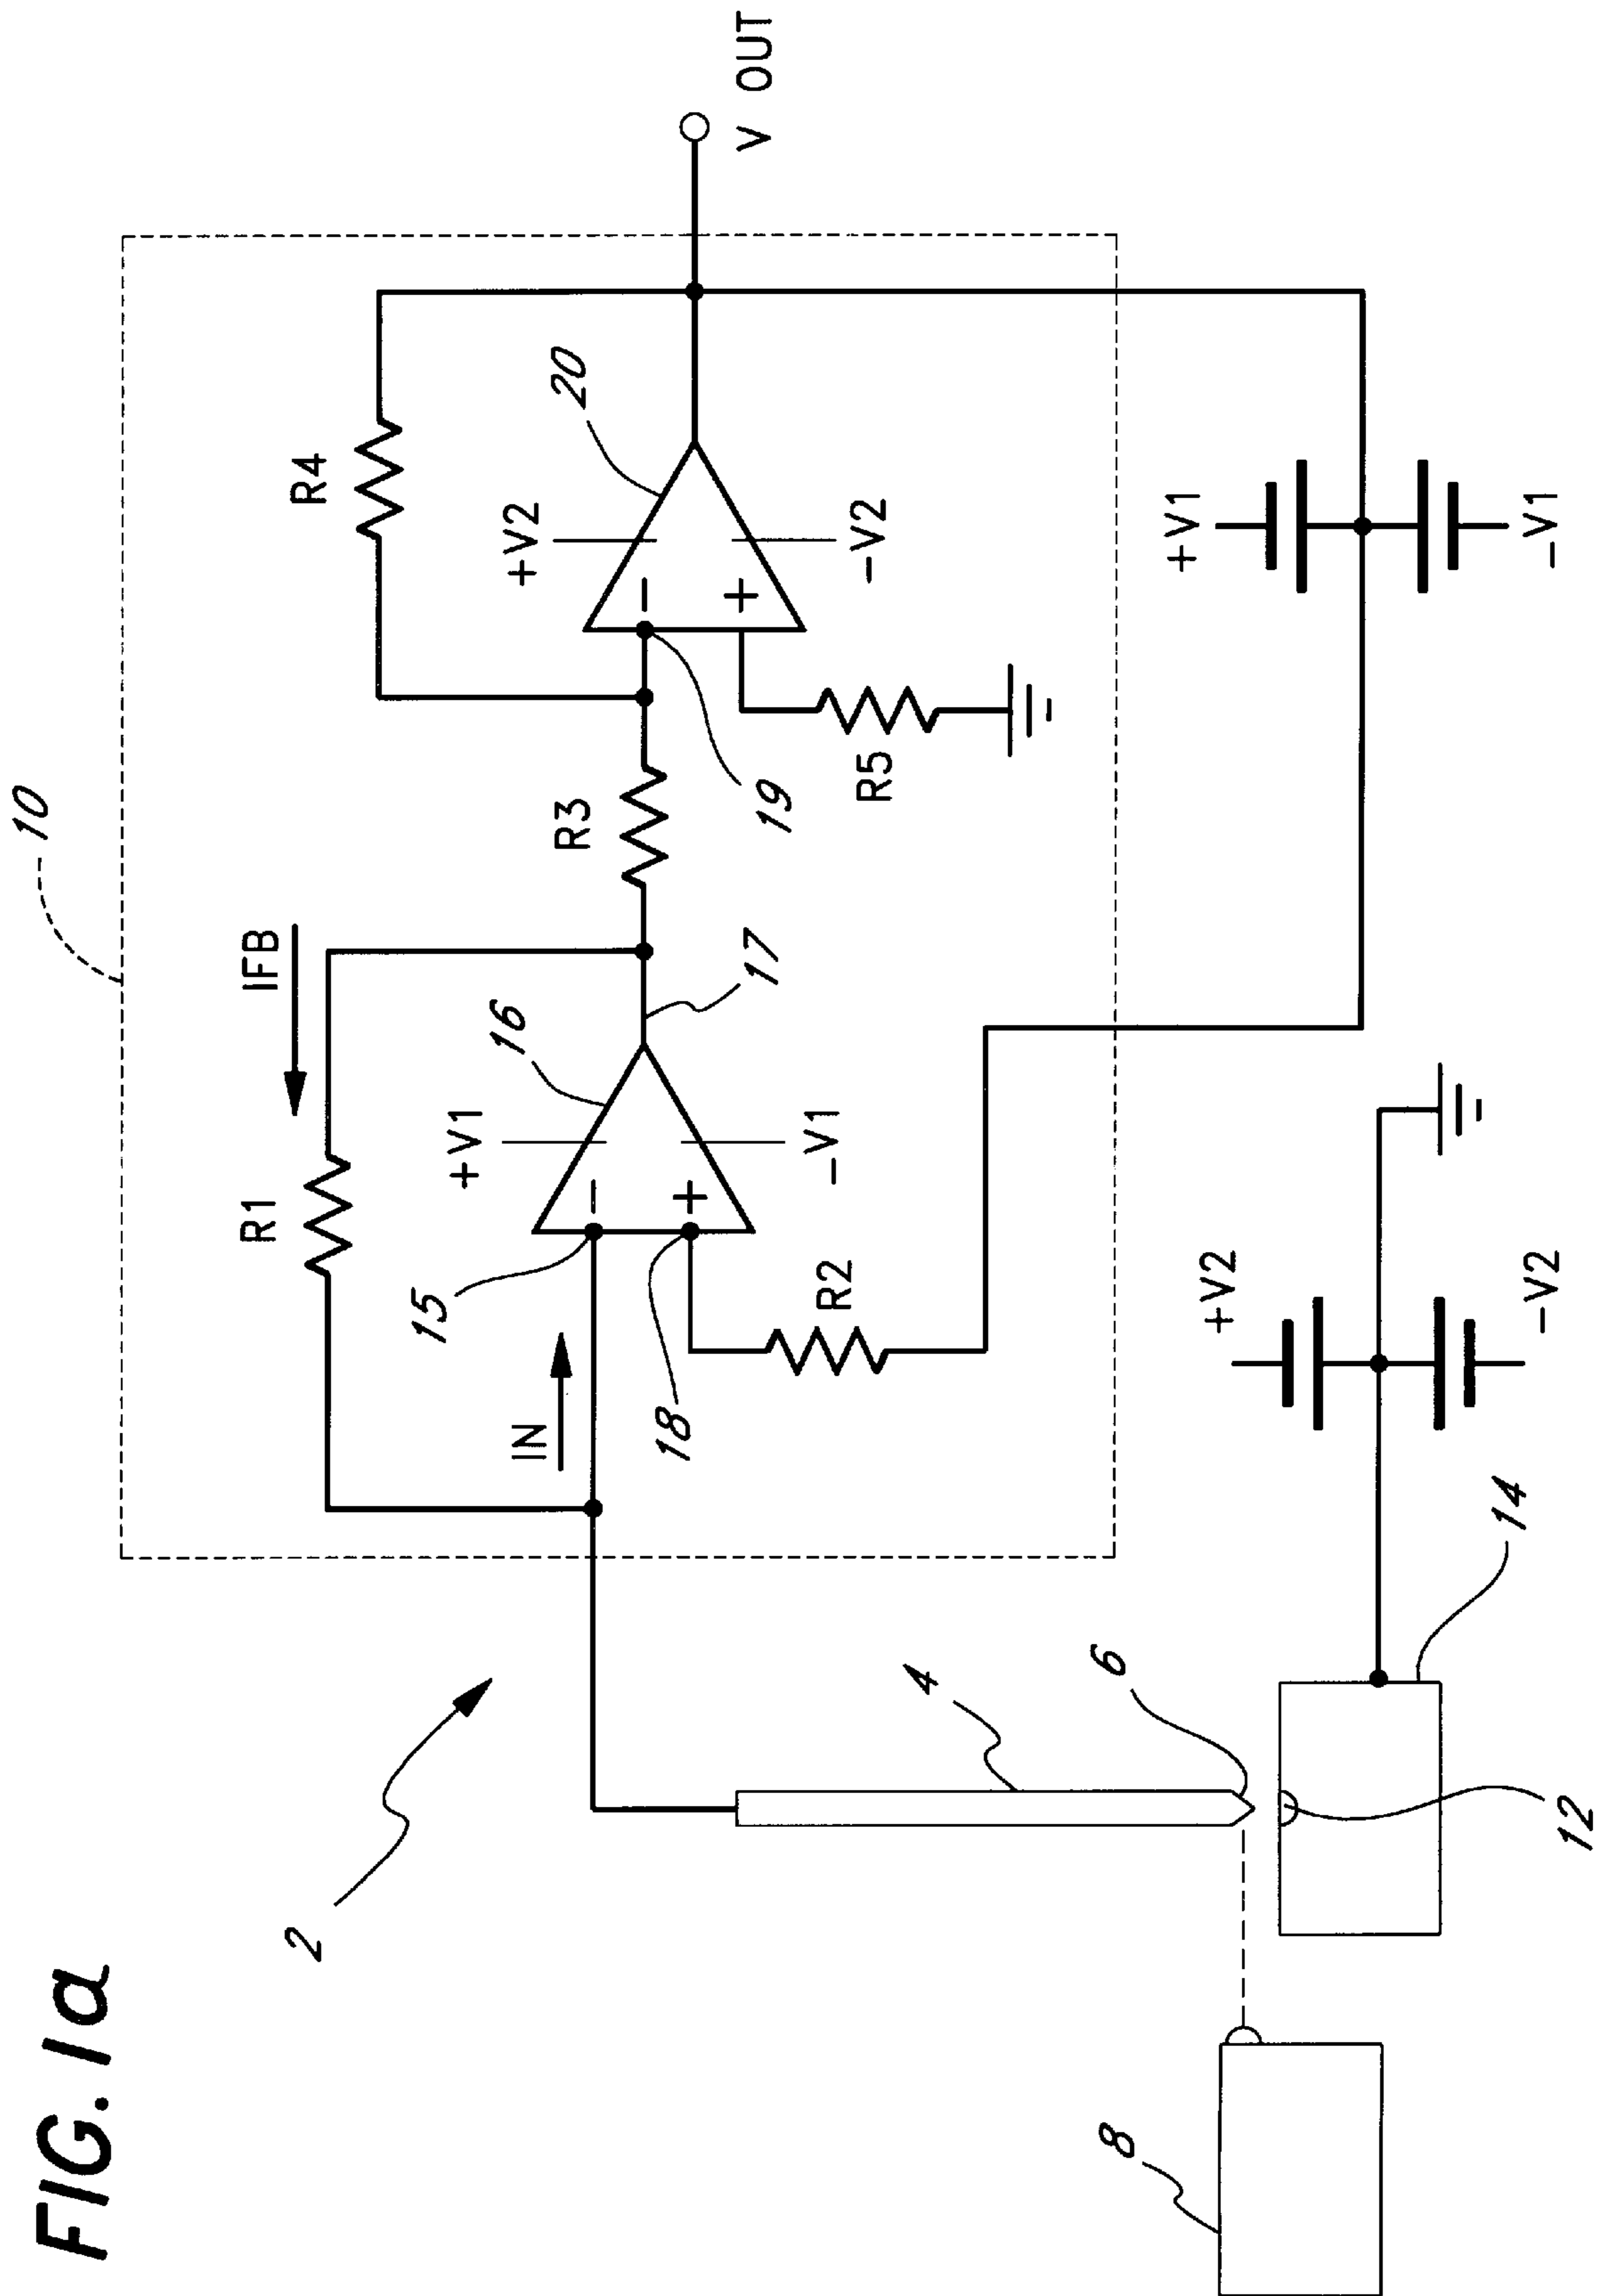 FIG. 1a
10
IFB
R1
R4
+V1
16
+V2
20
IN
15
R3
17
V OUT
18
-V1
19
-V2
R2
R5
2
4
6
+V2
+V1
8
14
12
-V2
-V1